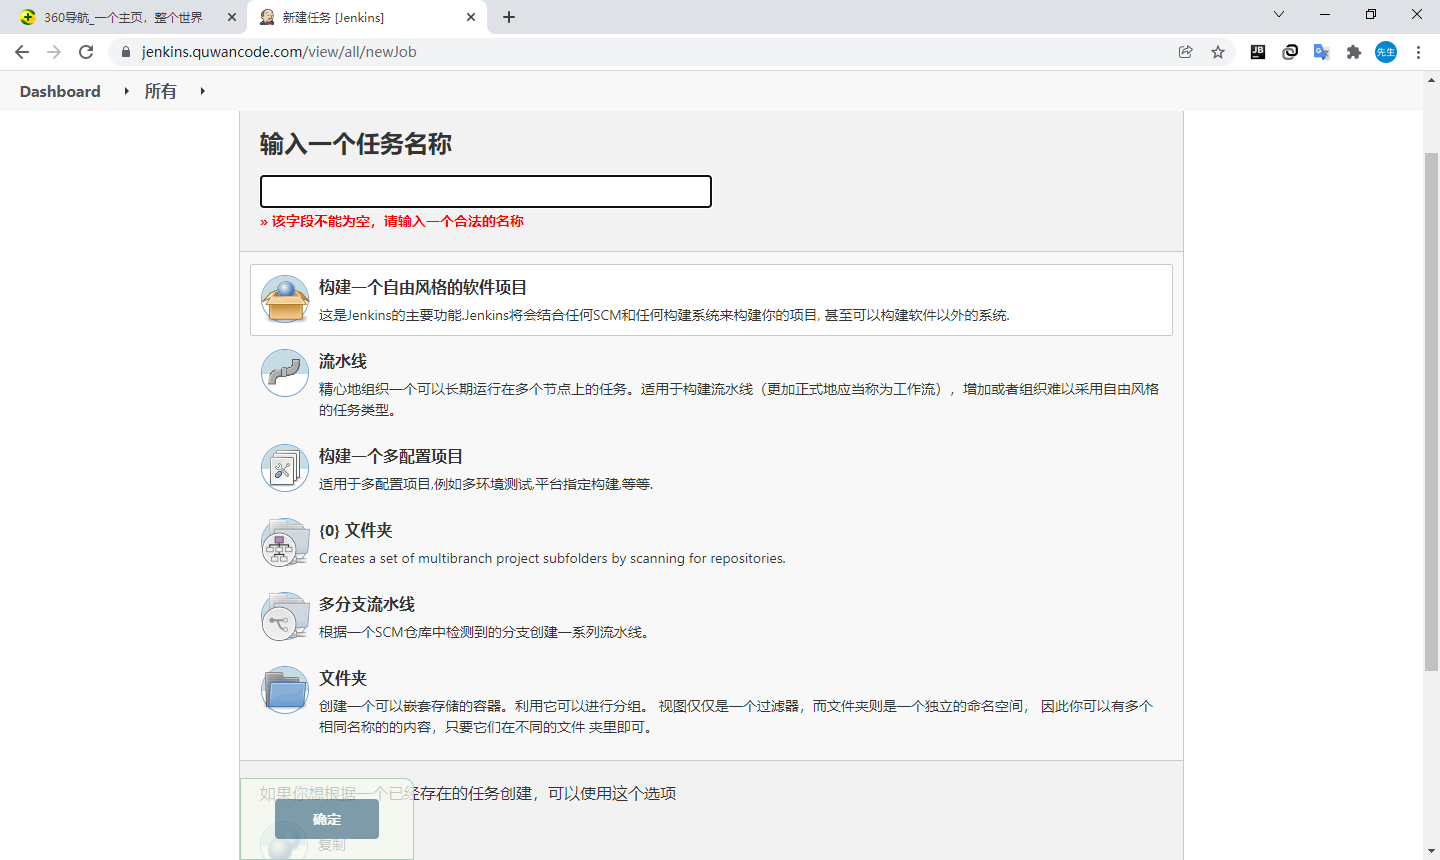 360导航_一个主页，整个世界
新建任务 [Jenkins]
jenkins.quwancode.com/view/all/newJob
JB
先生
Dashboard
所有
输入一个任务名称
» 该字段不能为空，请输入一个合法的名称
构建一个自由风格的软件项目
这是Jenkins的主要功能.Jenkins将会结合任何SCM和任何构建系统来构建你的项目, 甚至可以构建软件以外的系统.
流水线
精心地组织一个可以长期运行在多个节点上的任务。适用于构建流水线（更加正式地应当称为工作流），增加或者组织难以采用自由风格
的任务类型。
构建一个多配置项目
适用于多配置项目,例如多环境测试,平台指定构建,等等.
{0} 文件夹
Creates a set of multibranch project subfolders by scanning for repositories.
多分支流水线
根据一个SCM仓库中检测到的分支创建一系列流水线。
文件夹
创建一个可以嵌套存储的容器。利用它可以进行分组。 视图仅仅是一个过滤器，而文件夹则是一个独立的命名空间， 因此你可以有多个
相同名称的的内容，只要它们在不同的文件 夹里即可。
如果你想根据一个已经存在的任务创建，可以使用这个选项
确定
复制